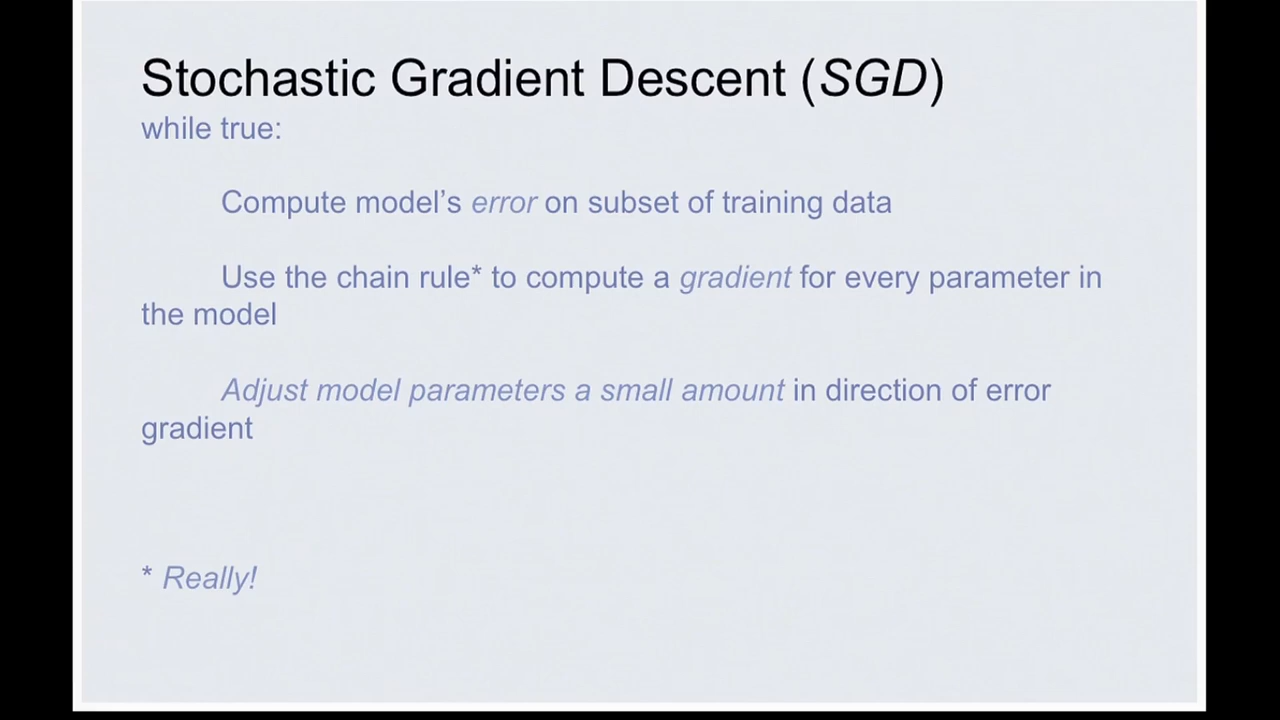 Stochastic Gradient Descent (SGD)
while true:
Compute model’s error on subset of training data
Use the chain rule* to compute a gradient for every parameter in
the model
Adjust model parameters a small amount in direction of error
gradient
* Really!